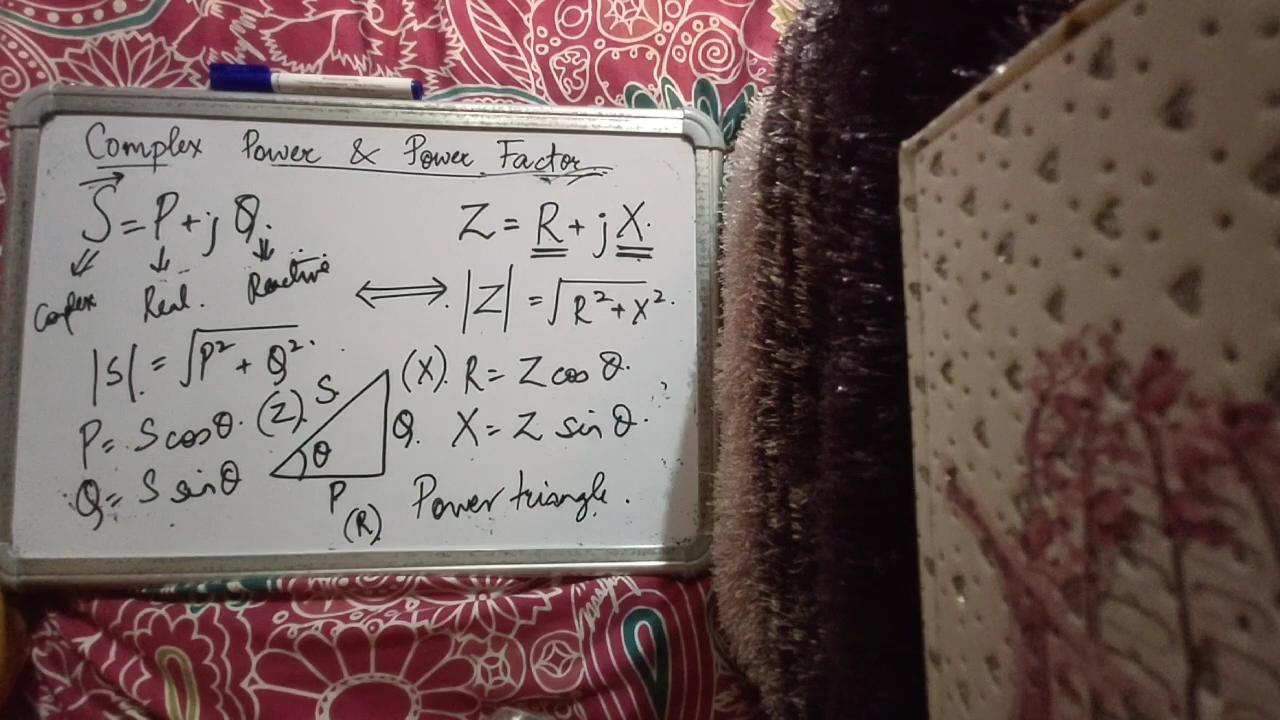 Complex Power & Power Factor
S = P + j Q.
Complex Real. Reactive
|S| = √P² + Q².
P = S cos θ.
Q = S sin θ
Z = R + j X.
⟺ |Z| = √R² + X².
R = Z cos θ.
X = Z sin θ.
(Z) S
(X)
Q.
θ
P
(R)
Power triangle.